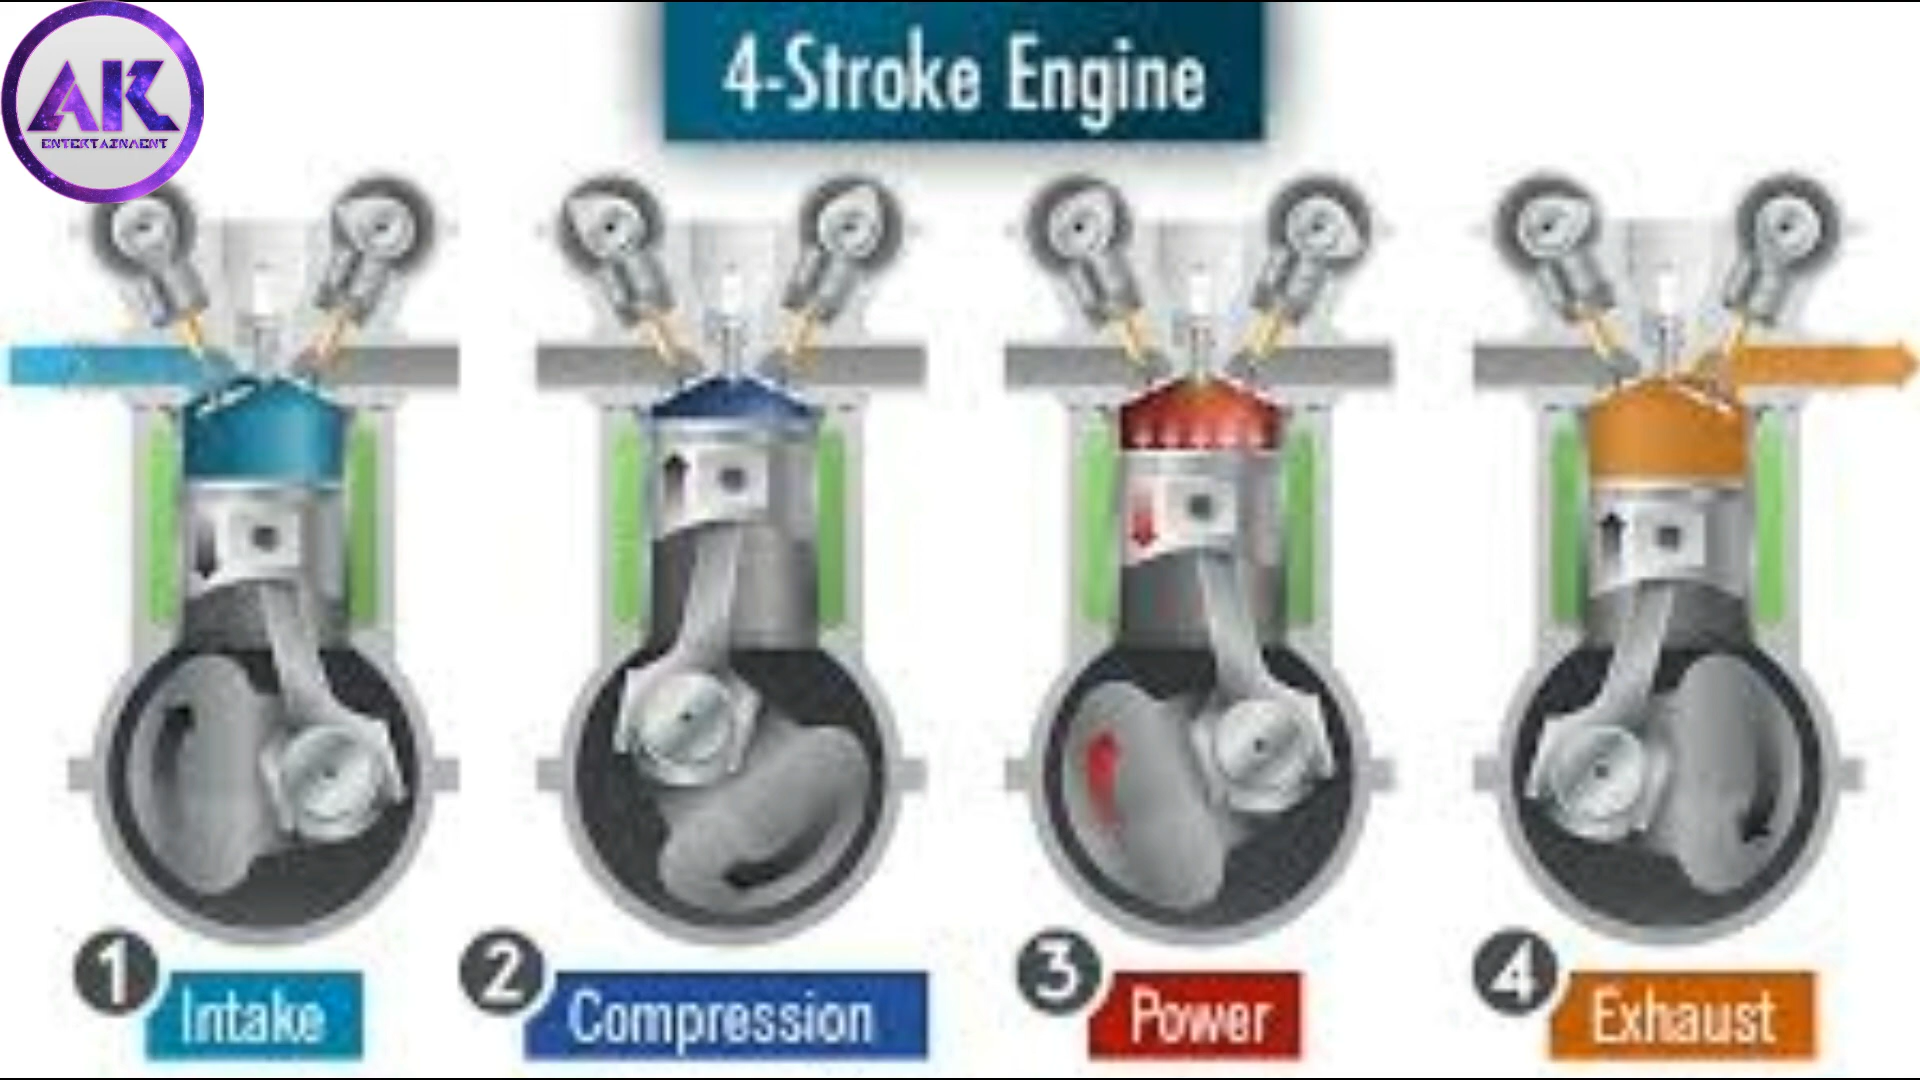 AK
ENTERTAINMENT
4-Stroke Engine
1 Intake
2 Compression
3 Power
4 Exhaust